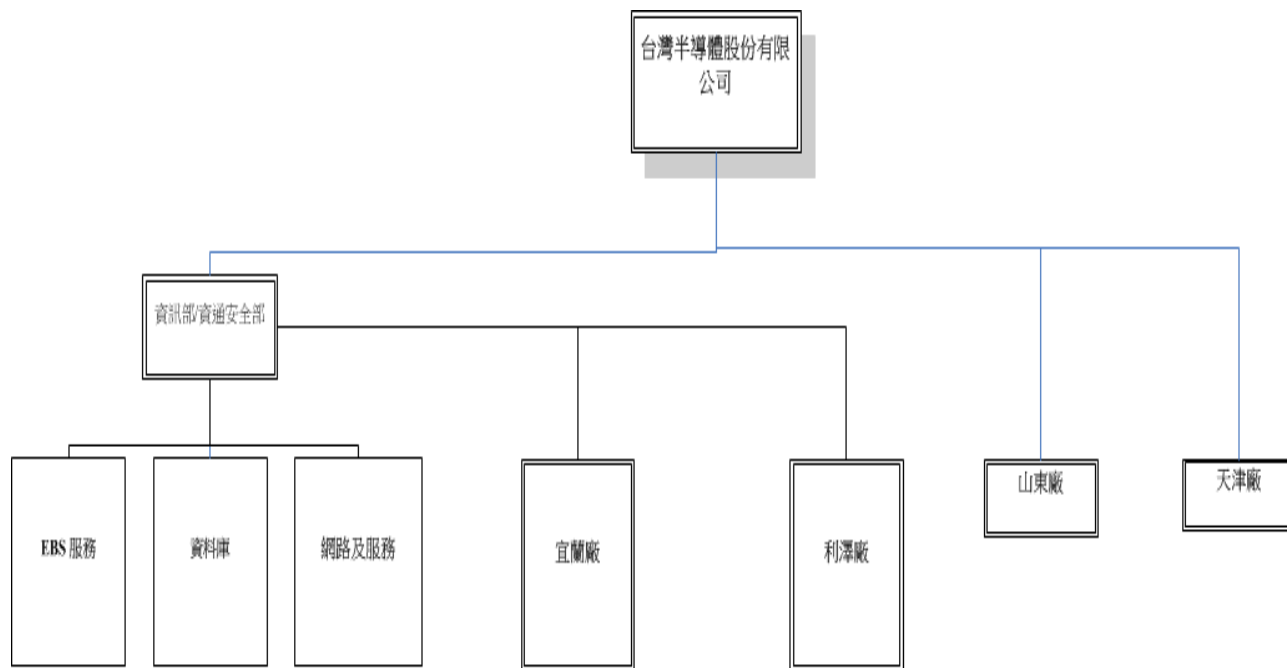 台灣半導體股份有限
公司
資訊部/資通安全部
EBS 服務
資料庫
網路及服務
宜蘭廠
利澤廠
山東廠
天津廠